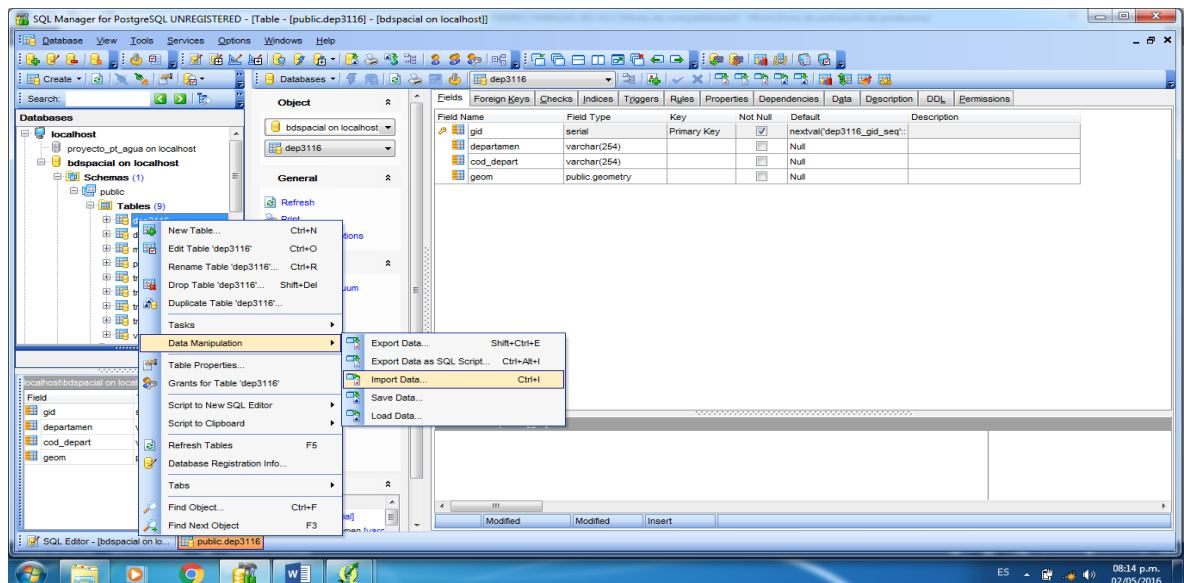 SQL Manager for PostgreSQL UNREGISTERED - [Table - [public.dep3116] - [bdspacial on localhost]]
Database View Tools Services Options Windows Help
Create
Databases
dep3116
Search:
Databases
localhost
proyecto_pt_agua on localhost
bdspacial on localhost
Schemas (1)
public
Tables (9)
Object
bdspacial on localhost
dep3116
General
Refresh
Print
Fields Foreign Keys Checks Indices Triggers Rules Properties Dependencies Data Description DDL Permissions
Field Name Field Type Key Not Null Default Description
gid serial Primary Key nextval('dep3116_gid_seq'::
departamen varchar(254) Null
cod_depart varchar(254) Null
geom public.geometry Null
New Table... Ctrl+N
Edit Table 'dep3116' Ctrl+O
Rename Table 'dep3116'... Ctrl+R
Drop Table 'dep3116'... Shift+Del
Duplicate Table 'dep3116'...
Tasks
Data Manipulation
Table Properties...
Grants for Table 'dep3116'
Script to New SQL Editor
Script to Clipboard
Refresh Tables F5
Database Registration Info...
Tabs
Find Object... Ctrl+F
Find Next Object F3
Export Data... Shift+Ctrl+E
Export Data as SQL Script... Ctrl+Alt+I
Import Data... Ctrl+I
Save Data...
Load Data...
Field
gid
departamen
cod_depart
geom
Modified Modified Insert
SQL Editor - [bdspacial on lo...
public.dep3116
ES
08:14 p.m.
02/05/2016